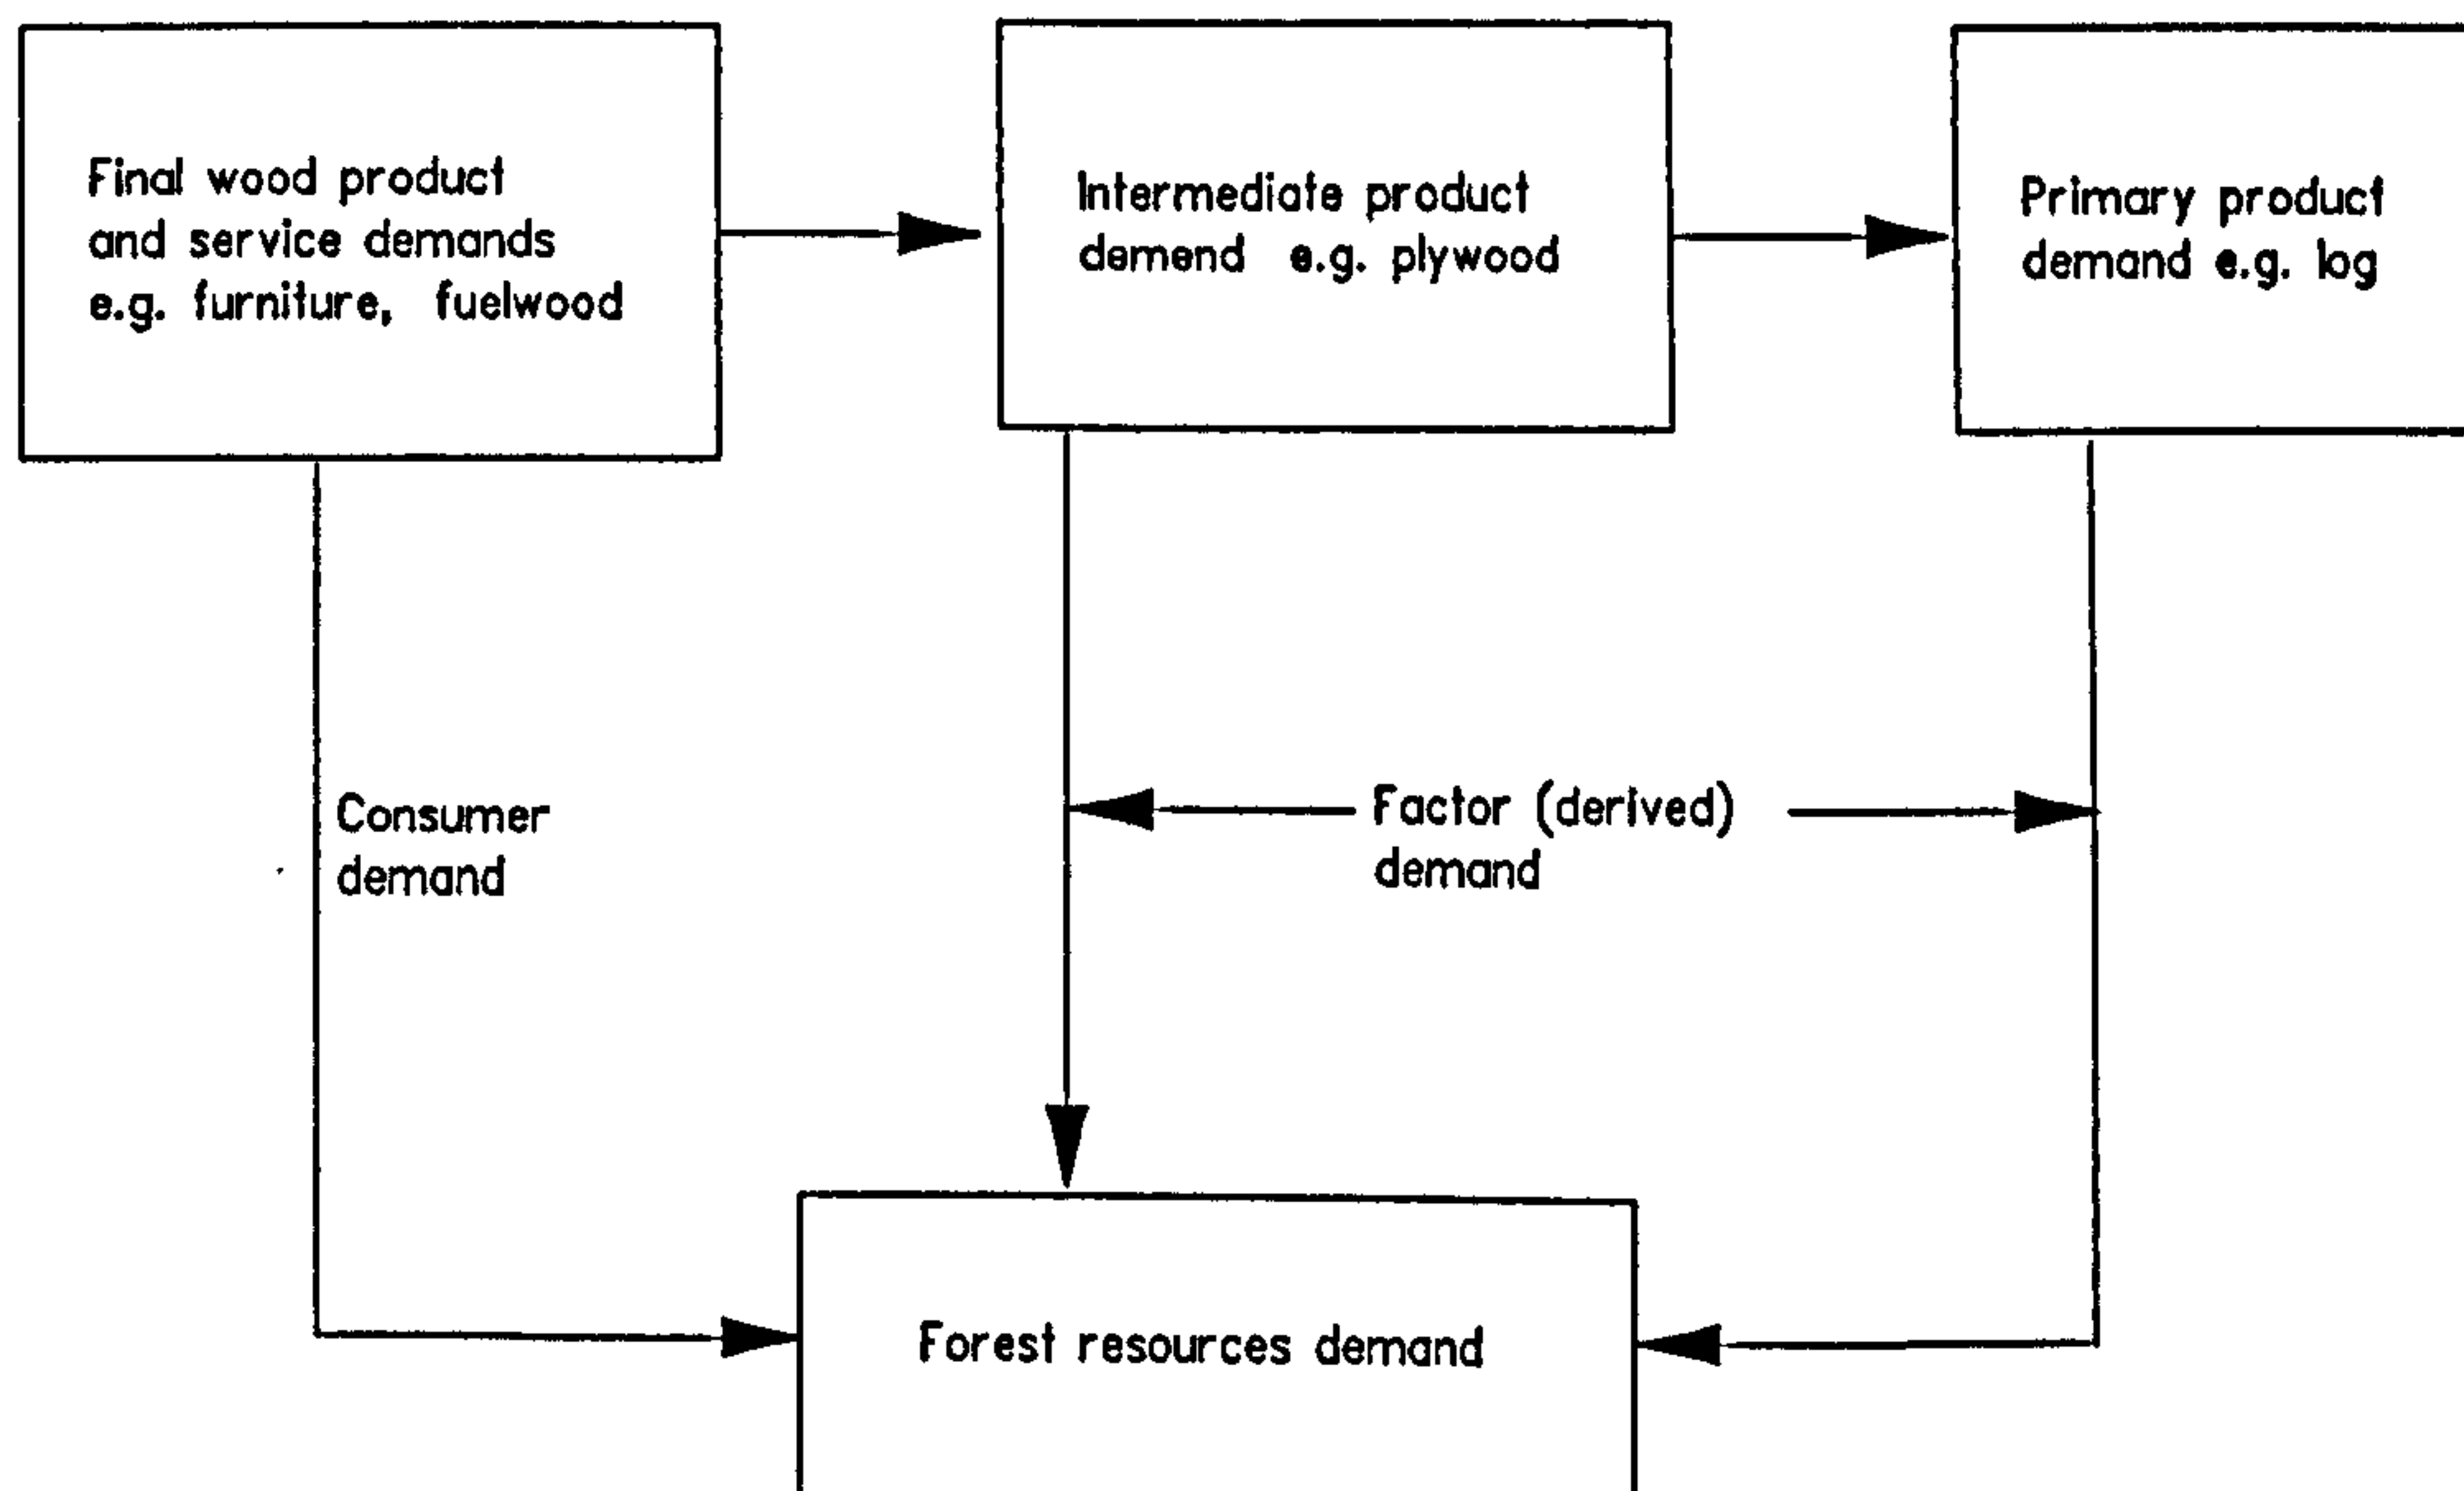 Final wood product
and service demands
e.g. furniture, fuelwood
Intermediate product
demend e.g. plywood
Primary product
demand e.g. log
Consumer
demand
Factor (derived)
demand
Forest resources demand